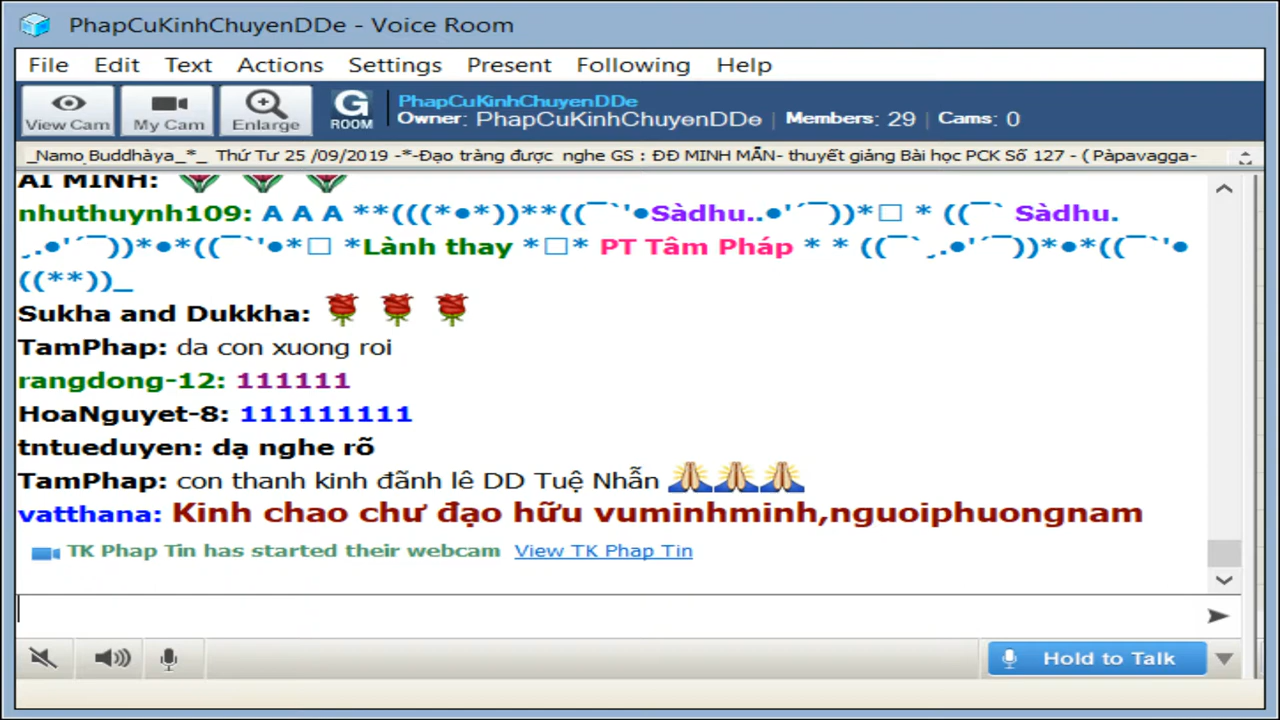 PhapCuKinhChuyenDDe - Voice Room
File Edit Text Actions Settings Present Following Help
View Cam My Cam Enlarge G ROOM
PhapCuKinhChuyenDDe
Owner: PhapCuKinhChuyenDDe | Members: 29 | Cams: 0
_Namo Buddhàya_*_ Thứ Tư 25 /09/2019 -*-Đạo tràng được nghe GS : ĐĐ MINH MẪN- thuyết giảng Bài học PCK Số 127 - ( Pàpavagga-
AI MINH:
nhuthuynh109: A A A **(((*●*))**((¯`'●Sàdhu..●'´¯))*□ * ((¯` Sàdhu.
¸.●'´¯))*●*((¯`'●*□ *Lành thay *□* PT Tâm Pháp * * ((¯`¸.●'´¯))*●*((¯`'●
((**))_
Sukha and Dukkha: 🌹 🌹 🌹
TamPhap: da con xuong roi
rangdong-12: 111111
HoaNguyet-8: 111111111
tntueduyen: dạ nghe rõ
TamPhap: con thanh kinh đãnh lê DD Tuệ Nhẫn 🙏🙏🙏
vatthana: Kinh chao chư đạo hữu vuminhminh,nguoiphuongnam
TK Phap Tin has started their webcam View TK Phap Tin
Hold to Talk